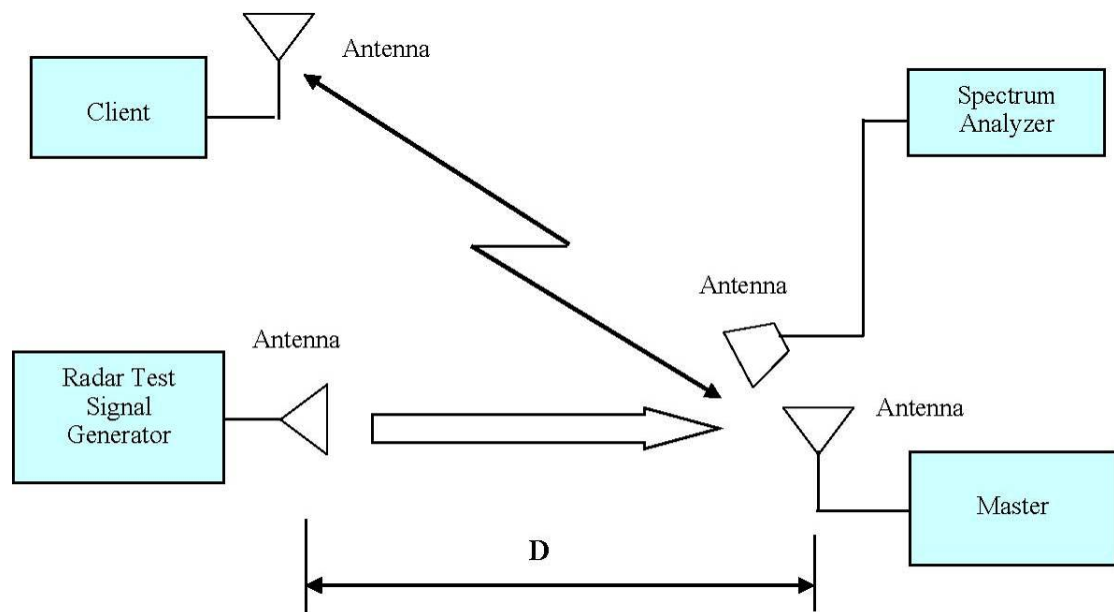 Antenna
Client
Spectrum
Analyzer
Antenna
Antenna
Radar Test
Signal
Generator
Antenna
Master
D